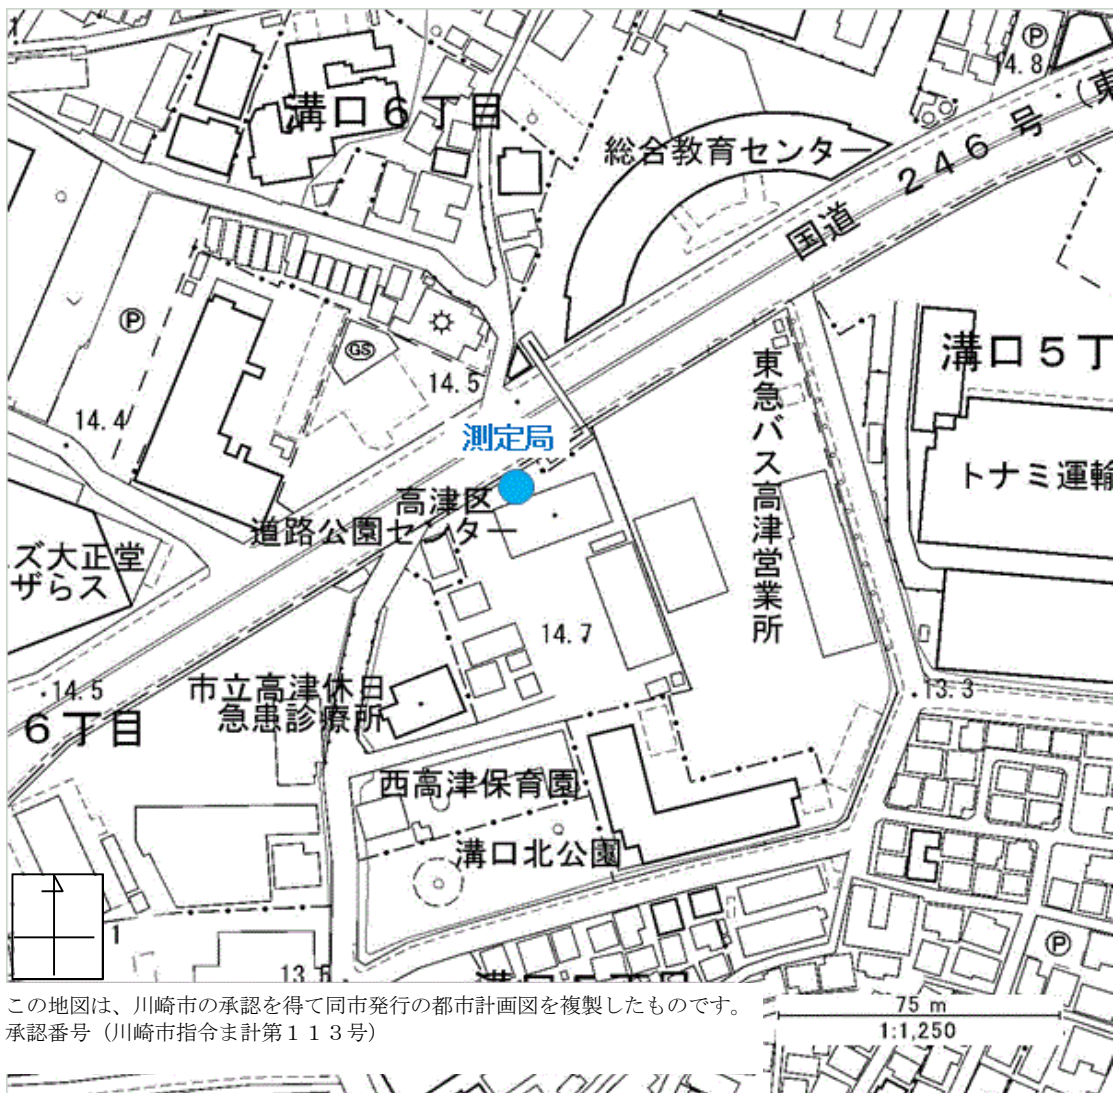 Ⓟ
14.8
溝口６丁目
総合教育センター
国道 246 号（東
Ⓟ
GS
14.5
溝口５丁
14.4
測定局
東急バス高津営業所
高津区
道路公園センター
トナミ運輸
ズ大正堂
ザらス
14.7
14.5
市立高津休日
急患診療所
13.3
６丁目
西高津保育園
溝口北公園
Ⓟ
1
この地図は、川崎市の承認を得て同市発行の都市計画図を複製したものです。
承認番号（川崎市指令ま計第１１３号）
75 m
1:1,250